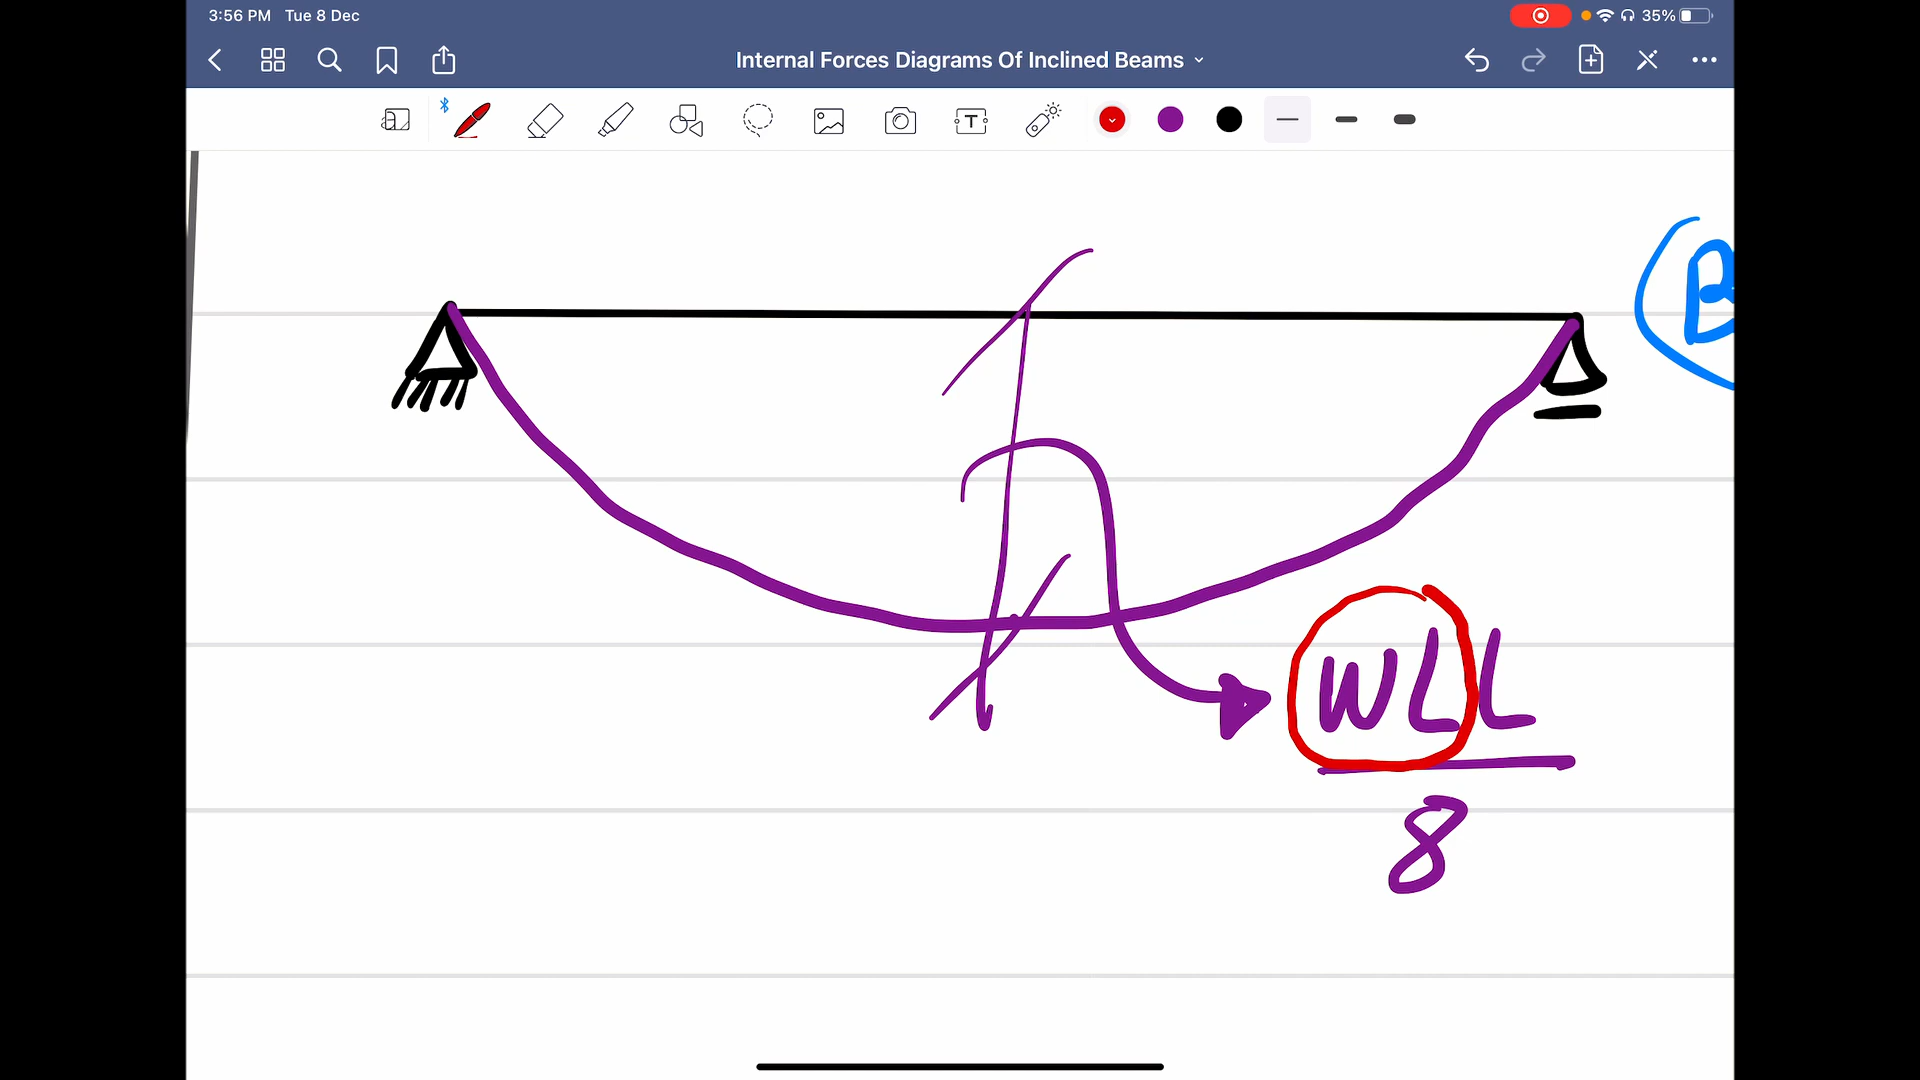 3:56 PM Tue 8 Dec
35%
Internal Forces Diagrams Of Inclined Beams
T
B
WLL
8